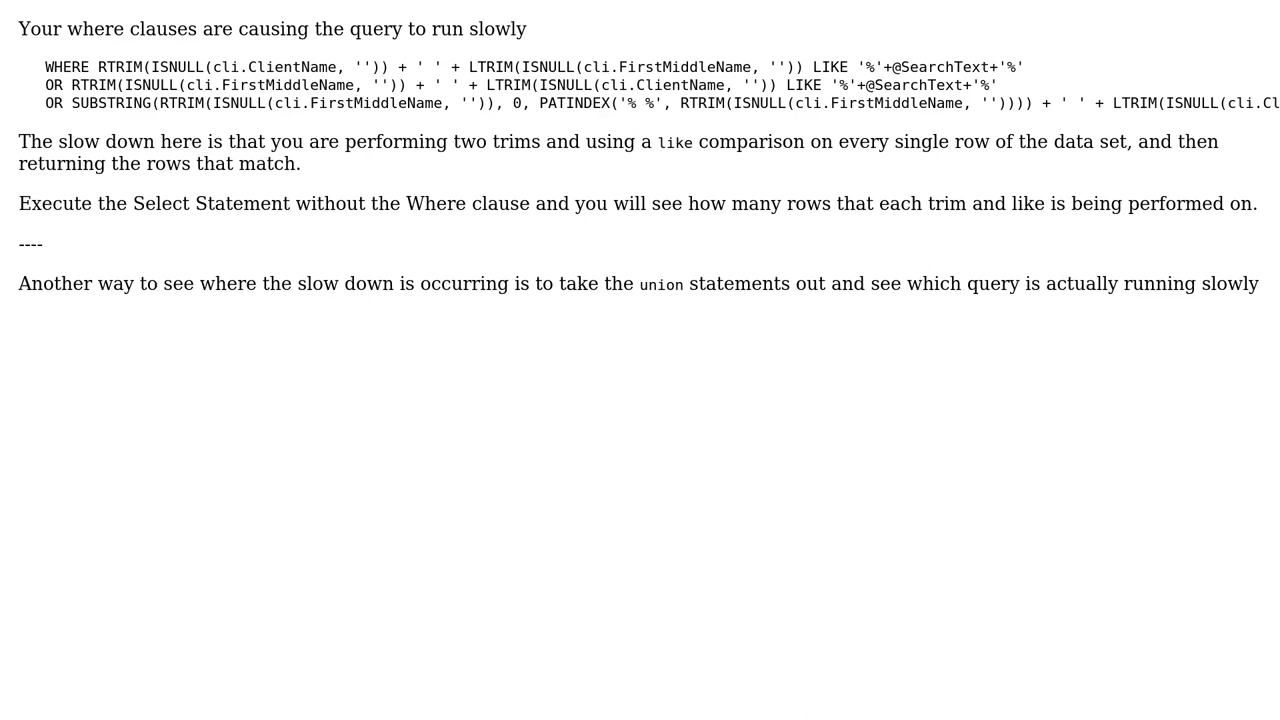 Your where clauses are causing the query to run slowly
WHERE RTRIM(ISNULL(cli.ClientName, '')) + ' ' + LTRIM(ISNULL(cli.FirstMiddleName, '')) LIKE '%'+@SearchText+'%'
OR RTRIM(ISNULL(cli.FirstMiddleName, '')) + ' ' + LTRIM(ISNULL(cli.ClientName, '')) LIKE '%'+@SearchText+'%'
OR SUBSTRING(RTRIM(ISNULL(cli.FirstMiddleName, '')), 0, PATINDEX('% %', RTRIM(ISNULL(cli.FirstMiddleName, '')))) + ' ' + LTRIM(ISNULL(cli.Cl
The slow down here is that you are performing two trims and using a like comparison on every single row of the data set, and then
returning the rows that match.
Execute the Select Statement without the Where clause and you will see how many rows that each trim and like is being performed on.
----
Another way to see where the slow down is occurring is to take the union statements out and see which query is actually running slowly